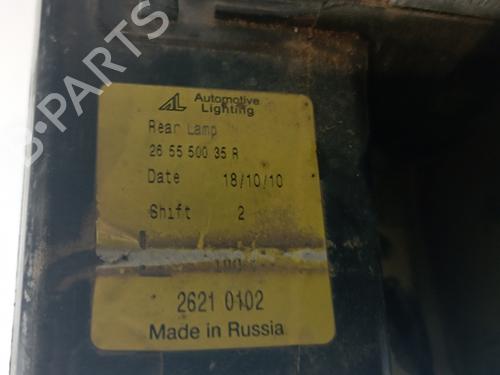 Automotive
Lighting
Rear Lamp
26 55 500 35 R
Date 18/10/10
Shift 2
2621 0102
Made in Russia
B-PARTS